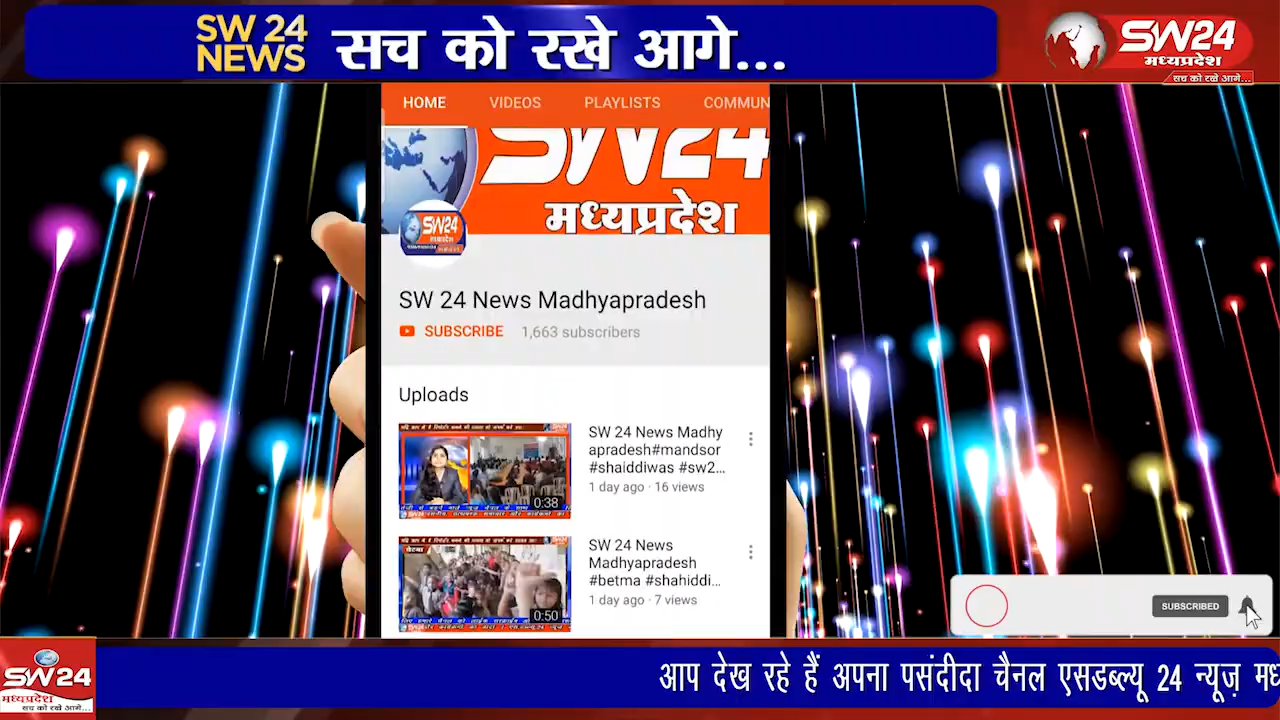 SW 24
NEWS
सच को रखे आगे...
SW24
मध्यप्रदेश
सच को रखे आगे...
HOME VIDEOS PLAYLISTS COMMUN
SW24
मध्यप्रदेश
SW24
SW 24 News Madhyapradesh
SUBSCRIBE 1,663 subscribers
Uploads
SW 24 News Madhy
apradesh#mandsor
#shaiddiwas #sw2...
1 day ago · 16 views
0:38
SW 24 News
Madhyapradesh
#betma #shahiddi...
1 day ago · 7 views
बेटमा
0:50
SUBSCRIBED
SW24
मध्यप्रदेश
सच को रखे आगे...
आप देख रहे हैं अपना पसंदीदा चैनल एसडब्ल्यू 24 न्यूज़ मध